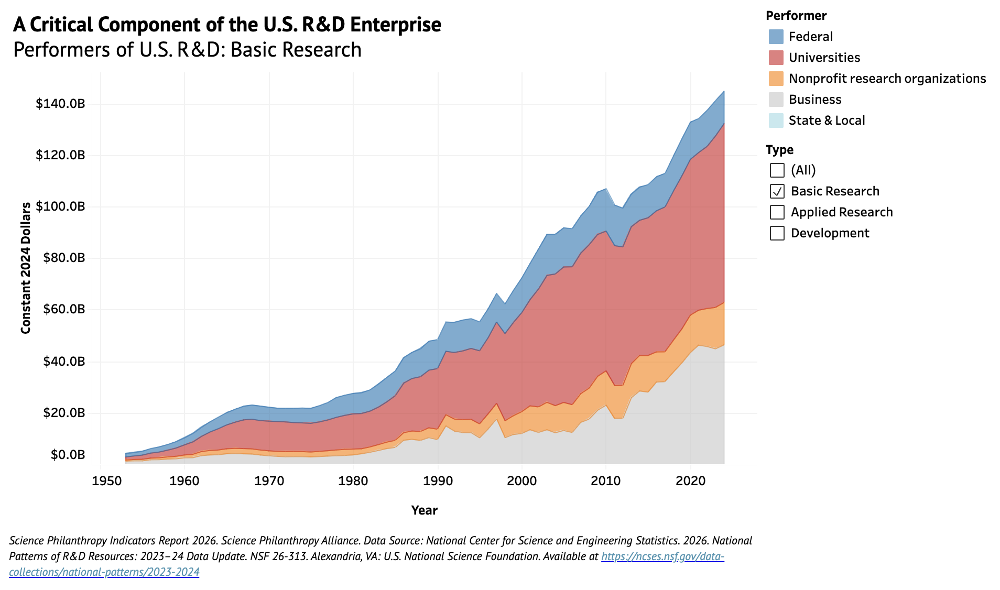 A Critical Component of the U.S. R&D Enterprise
Performers of U.S. R&D: Basic Research
Performer
Federal
Universities
Nonprofit research organizations
Business
State & Local
Type
(All)
Basic Research
Applied Research
Development
Constant 2024 Dollars
$140.0B
$120.0B
$100.0B
$80.0B
$60.0B
$40.0B
$20.0B
$0.0B
1950 1960 1970 1980 1990 2000 2010 2020
Year
Science Philanthropy Indicators Report 2026. Science Philanthropy Alliance. Data Source: National Center for Science and Engineering Statistics. 2026. National
Patterns of R&D Resources: 2023–24 Data Update. NSF 26-313. Alexandria, VA: U.S. National Science Foundation. Available at https://ncses.nsf.gov/data-
collections/national-patterns/2023-2024